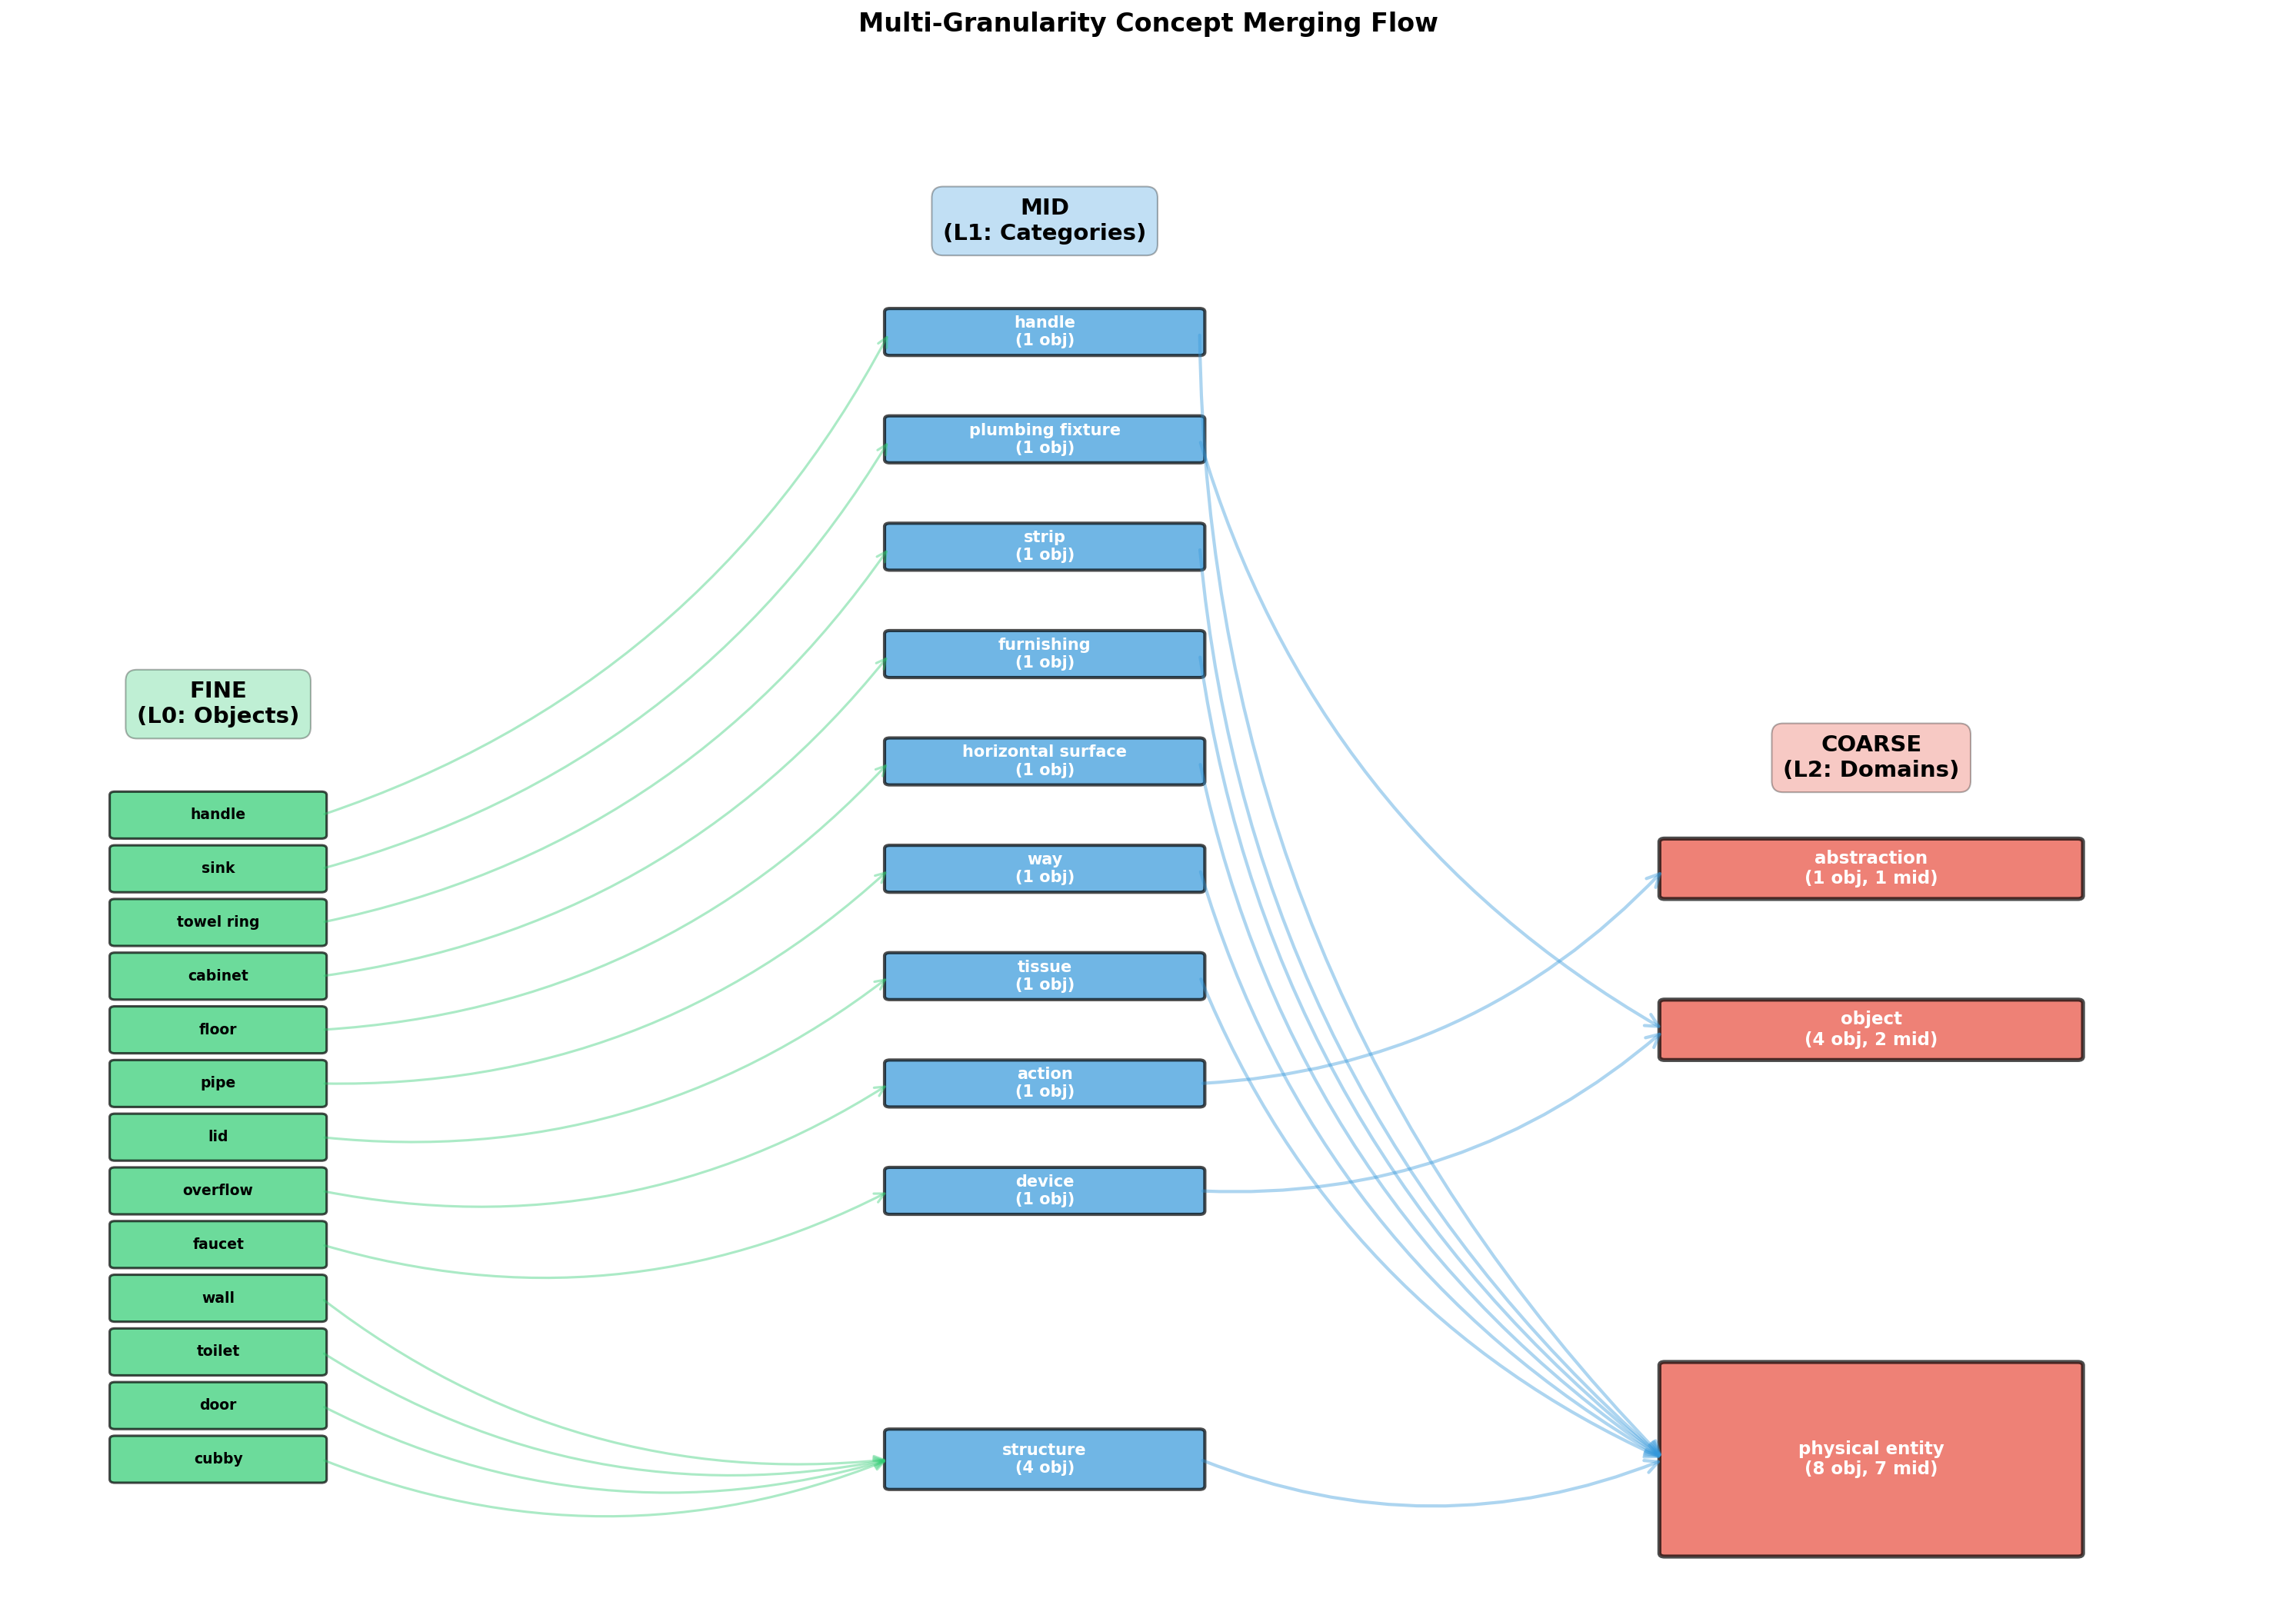 Multi-Granularity Concept Merging Flow
FINE
(L0: Objects)
handle
sink
towel ring
cabinet
floor
pipe
lid
overflow
faucet
wall
toilet
door
cubby
MID
(L1: Categories)
handle
(1 obj)
plumbing fixture
(1 obj)
strip
(1 obj)
furnishing
(1 obj)
horizontal surface
(1 obj)
way
(1 obj)
tissue
(1 obj)
action
(1 obj)
device
(1 obj)
structure
(4 obj)
COARSE
(L2: Domains)
abstraction
(1 obj, 1 mid)
object
(4 obj, 2 mid)
physical entity
(8 obj, 7 mid)